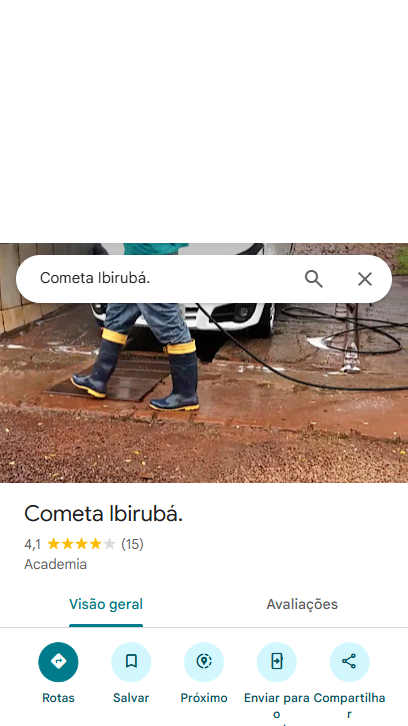 Cometa Ibirubá.
Cometa Ibirubá.
4,1 (15)
Academia
Visão geral Avaliações
Rotas Salvar Próximo Enviar para o Compartilhar